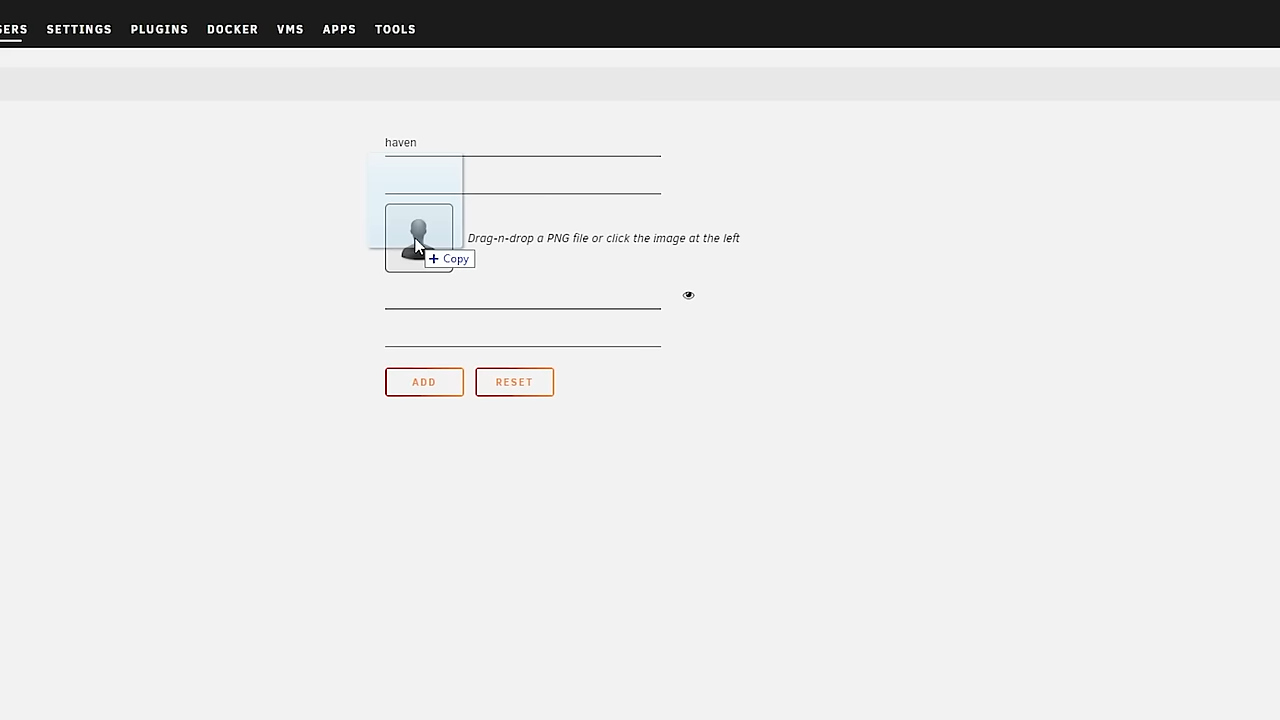 SERS SETTINGS PLUGINS DOCKER VMS APPS TOOLS
haven
Drag-n-drop a PNG file or click the image at the left
+ Copy
ADD RESET